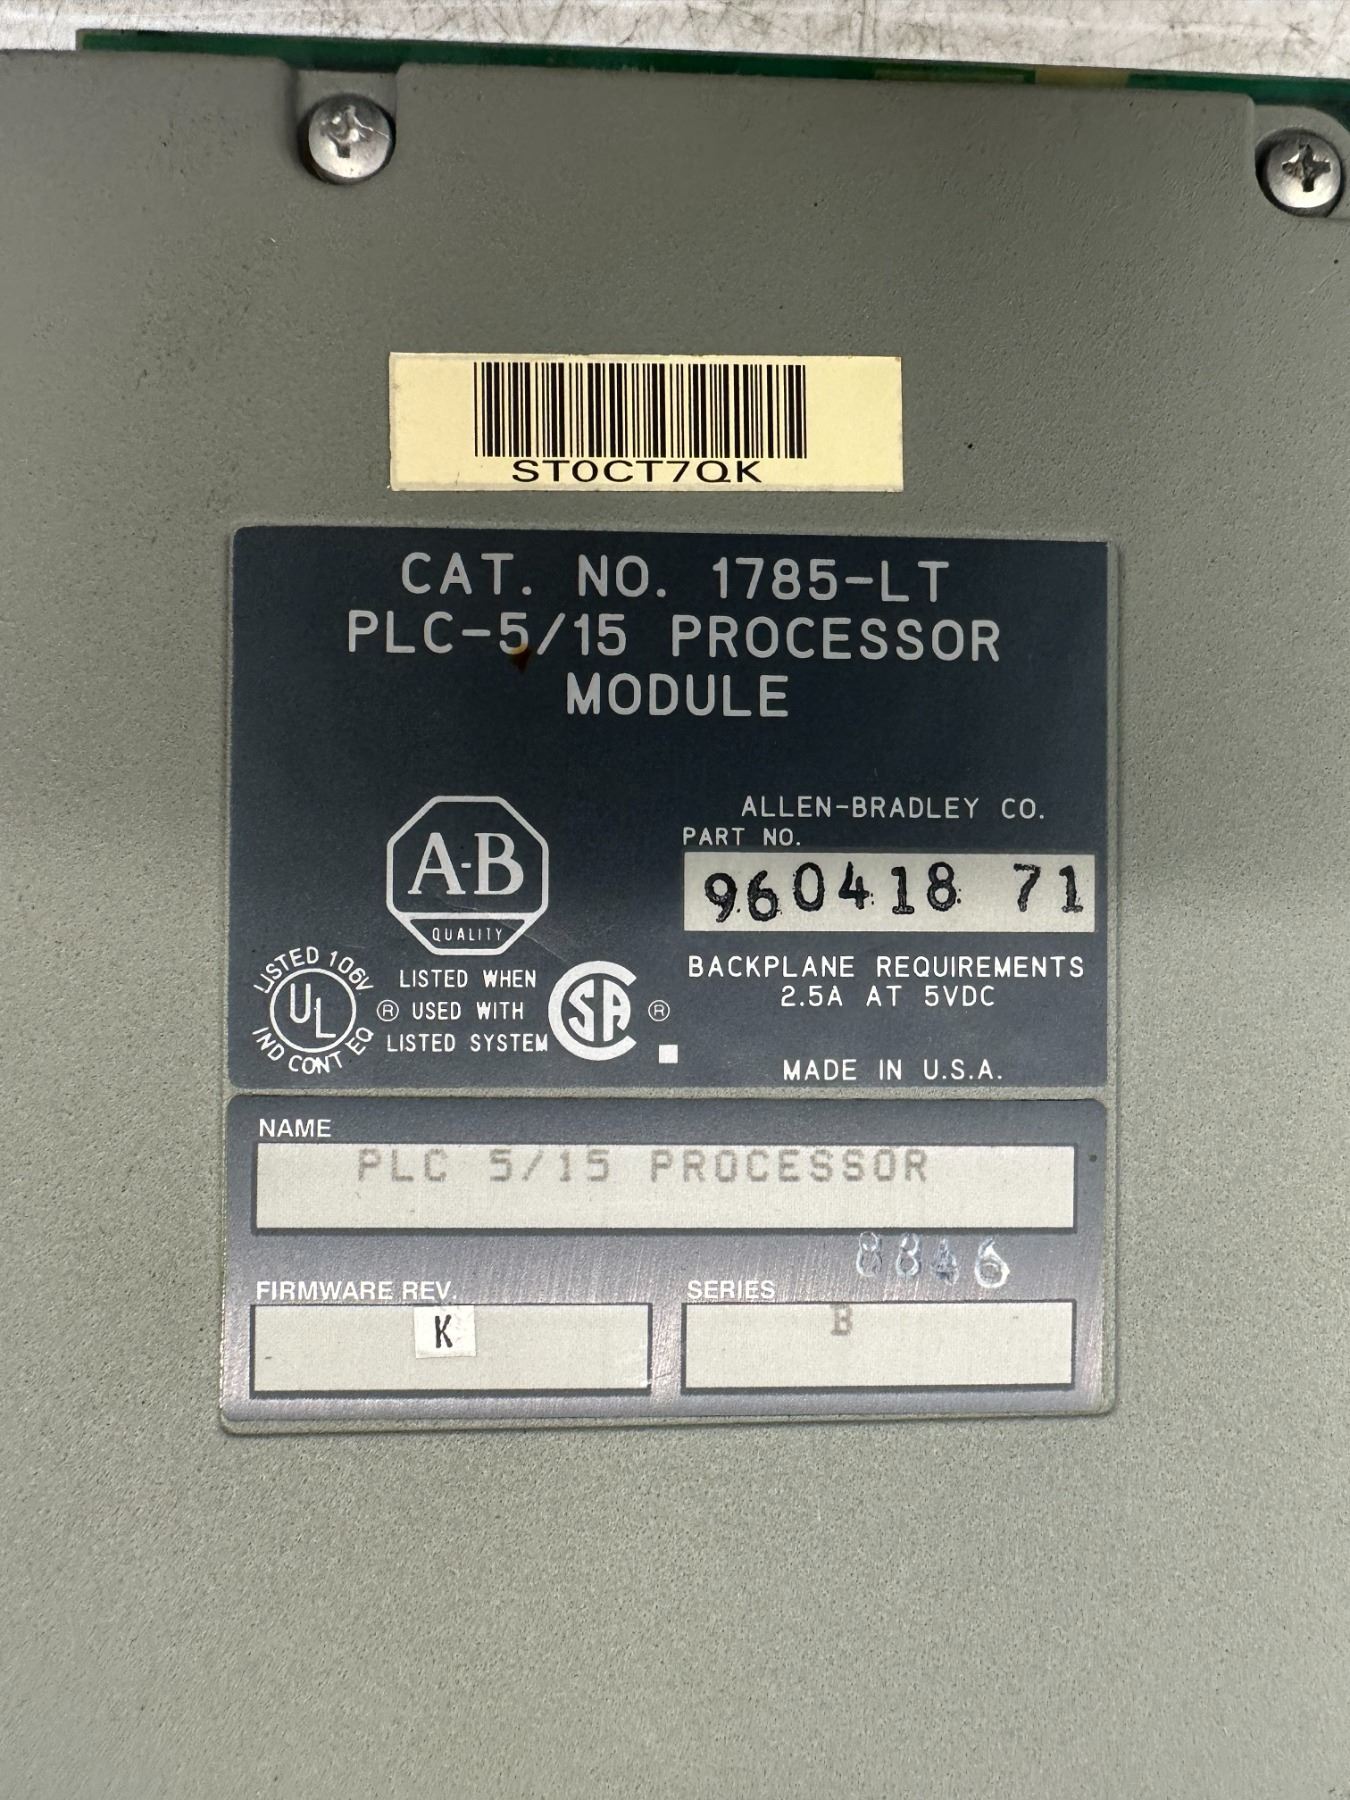 ST0CT7QK
CAT. NO. 1785-LT
PLC-5/15 PROCESSOR
MODULE
ALLEN-BRADLEY CO.
PART NO.
960418 71
A-B
QUALITY
BACKPLANE REQUIREMENTS
2.5A AT 5VDC
LISTED 106V
UL
IND CONT EQ
®
LISTED WHEN
USED WITH
LISTED SYSTEM
SA ®
MADE IN U.S.A.
NAME
PLC 5/15 PROCESSOR
8846
FIRMWARE REV.
K
SERIES
B